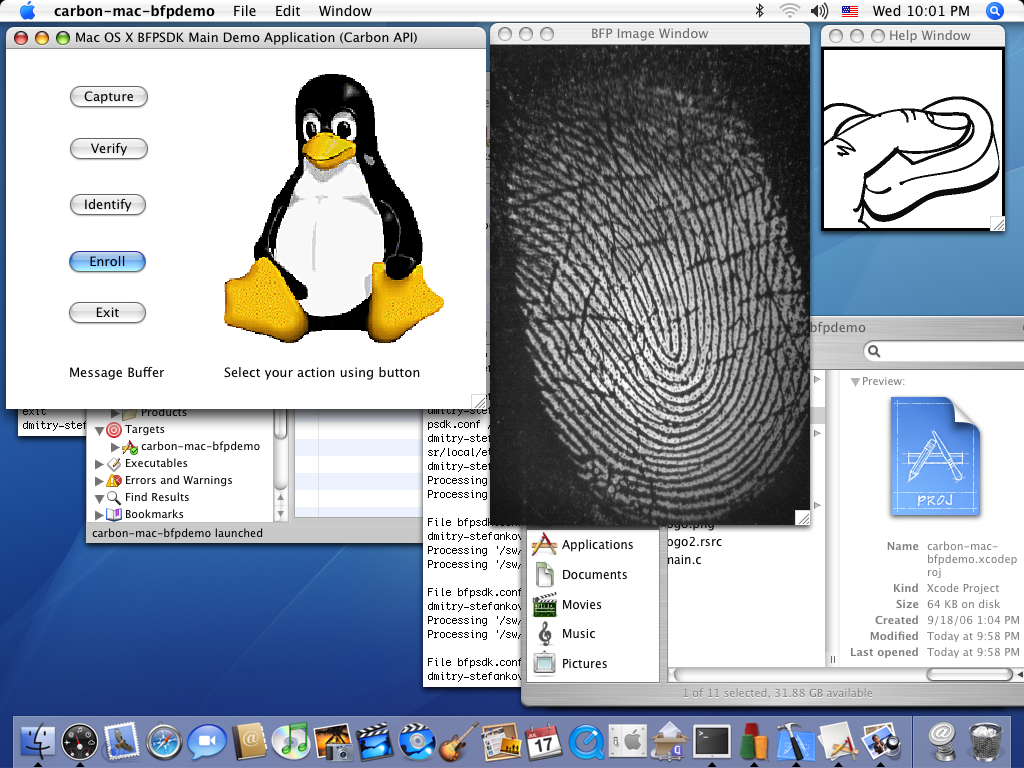 carbon-mac-bfpdemo File Edit Window Wed 10:01 PM
Mac OS X BFPSDK Main Demo Application (Carbon API)
Capture
Verify
Identify
Enroll
Exit
Message Buffer Select your action using button
BFP Image Window
Help Window
exit
dmitry-stef
Products
Targets
carbon-mac-bfpdemo
Executables
Errors and Warnings
Find Results
Bookmarks
carbon-mac-bfpdemo launched
psdk.conf
dmitry-stef
sr/local/et
dmitry-stef
Processing
Processing
File bfpsdk
dmitry-stefankov
Processing '/sw/
Processing '/sw/
File bfpsdk.conf
dmitry-stefankov
Processing '/sw/
Processing '/sw/
File bfpsdk.conf
dmitry-stefankov
bfpdemo
Applications
Documents
Movies
Music
Pictures
ogo.png
ogo2.rsrc
main.c
Preview:
PROJ
Name carbon-mac-
bfpdemo.xcodep
roj
Kind Xcode Project
Size 64 KB on disk
Created 9/18/06 1:04 PM
Modified Today at 9:58 PM
Last opened Today at 9:58 PM
1 of 11 selected, 31.88 GB available
17